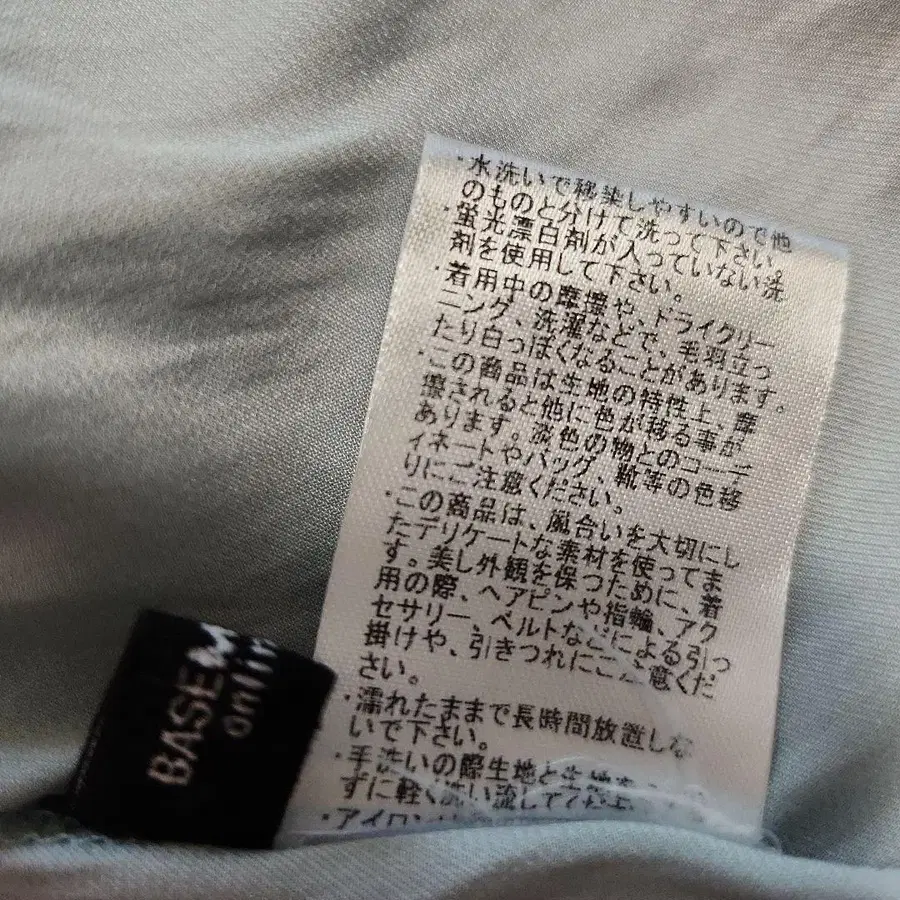 ・水洗いで移染しやすいので他
のものと分けて洗って下さい。
・蛍光漂白剤が入っていない洗
剤を使用して下さい。
・着用中の摩擦や、ドライクリー
ニング、洗濯などで、毛羽立っ
たり白っぽくなることがあります。
・この商品は生地の特性上、摩
擦されると他に色が移る事が
あります。淡色の物とのコーデ
ィネートやバッグ、靴等の色移
りにご注意ください。
・この商品は、風合いを大切にし
たデリケートな素材を使ってま
す。美し外観を保つために、着
用の際、ヘアピンや指輪、アク
セサリー、ベルトなどによる引っ
掛けや、引きつれにご注意くだ
さい。
・濡れたままで長時間放置しな
いで下さい。
・手洗いの際生地と生地を
ずに軽く洗い流して
・アイロン
BASE
onli